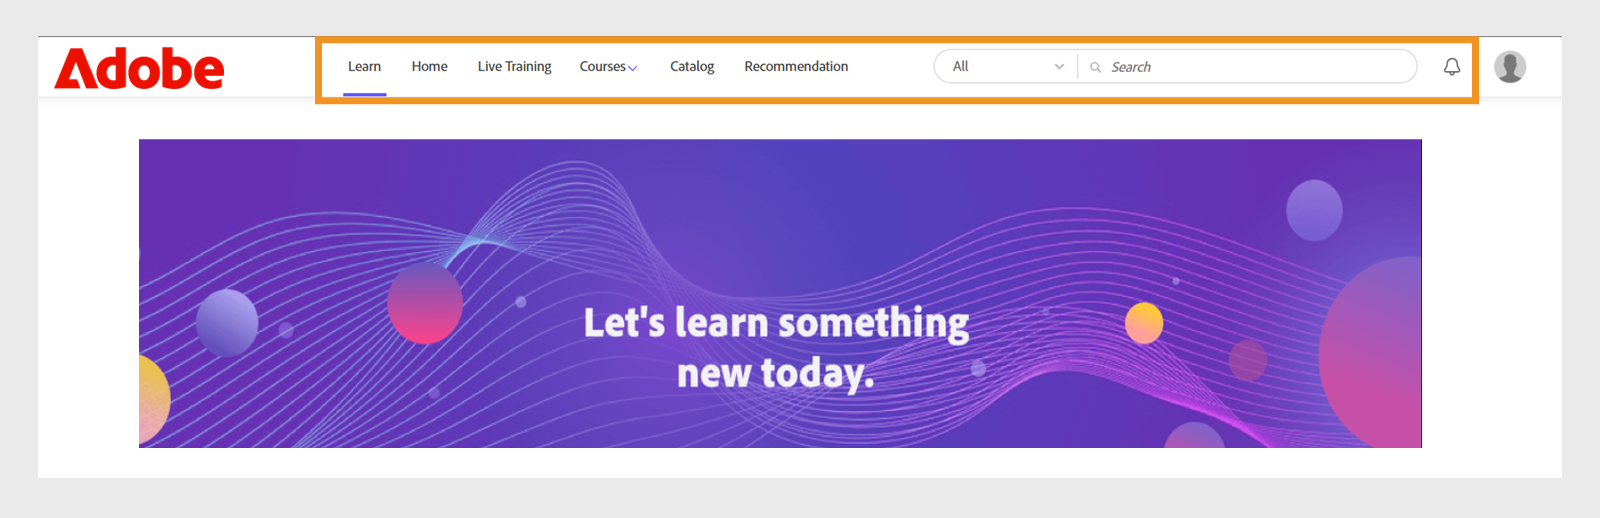 Adobe
Learn Home Live Training Courses Catalog Recommendation All Search
Let's learn something
new today.